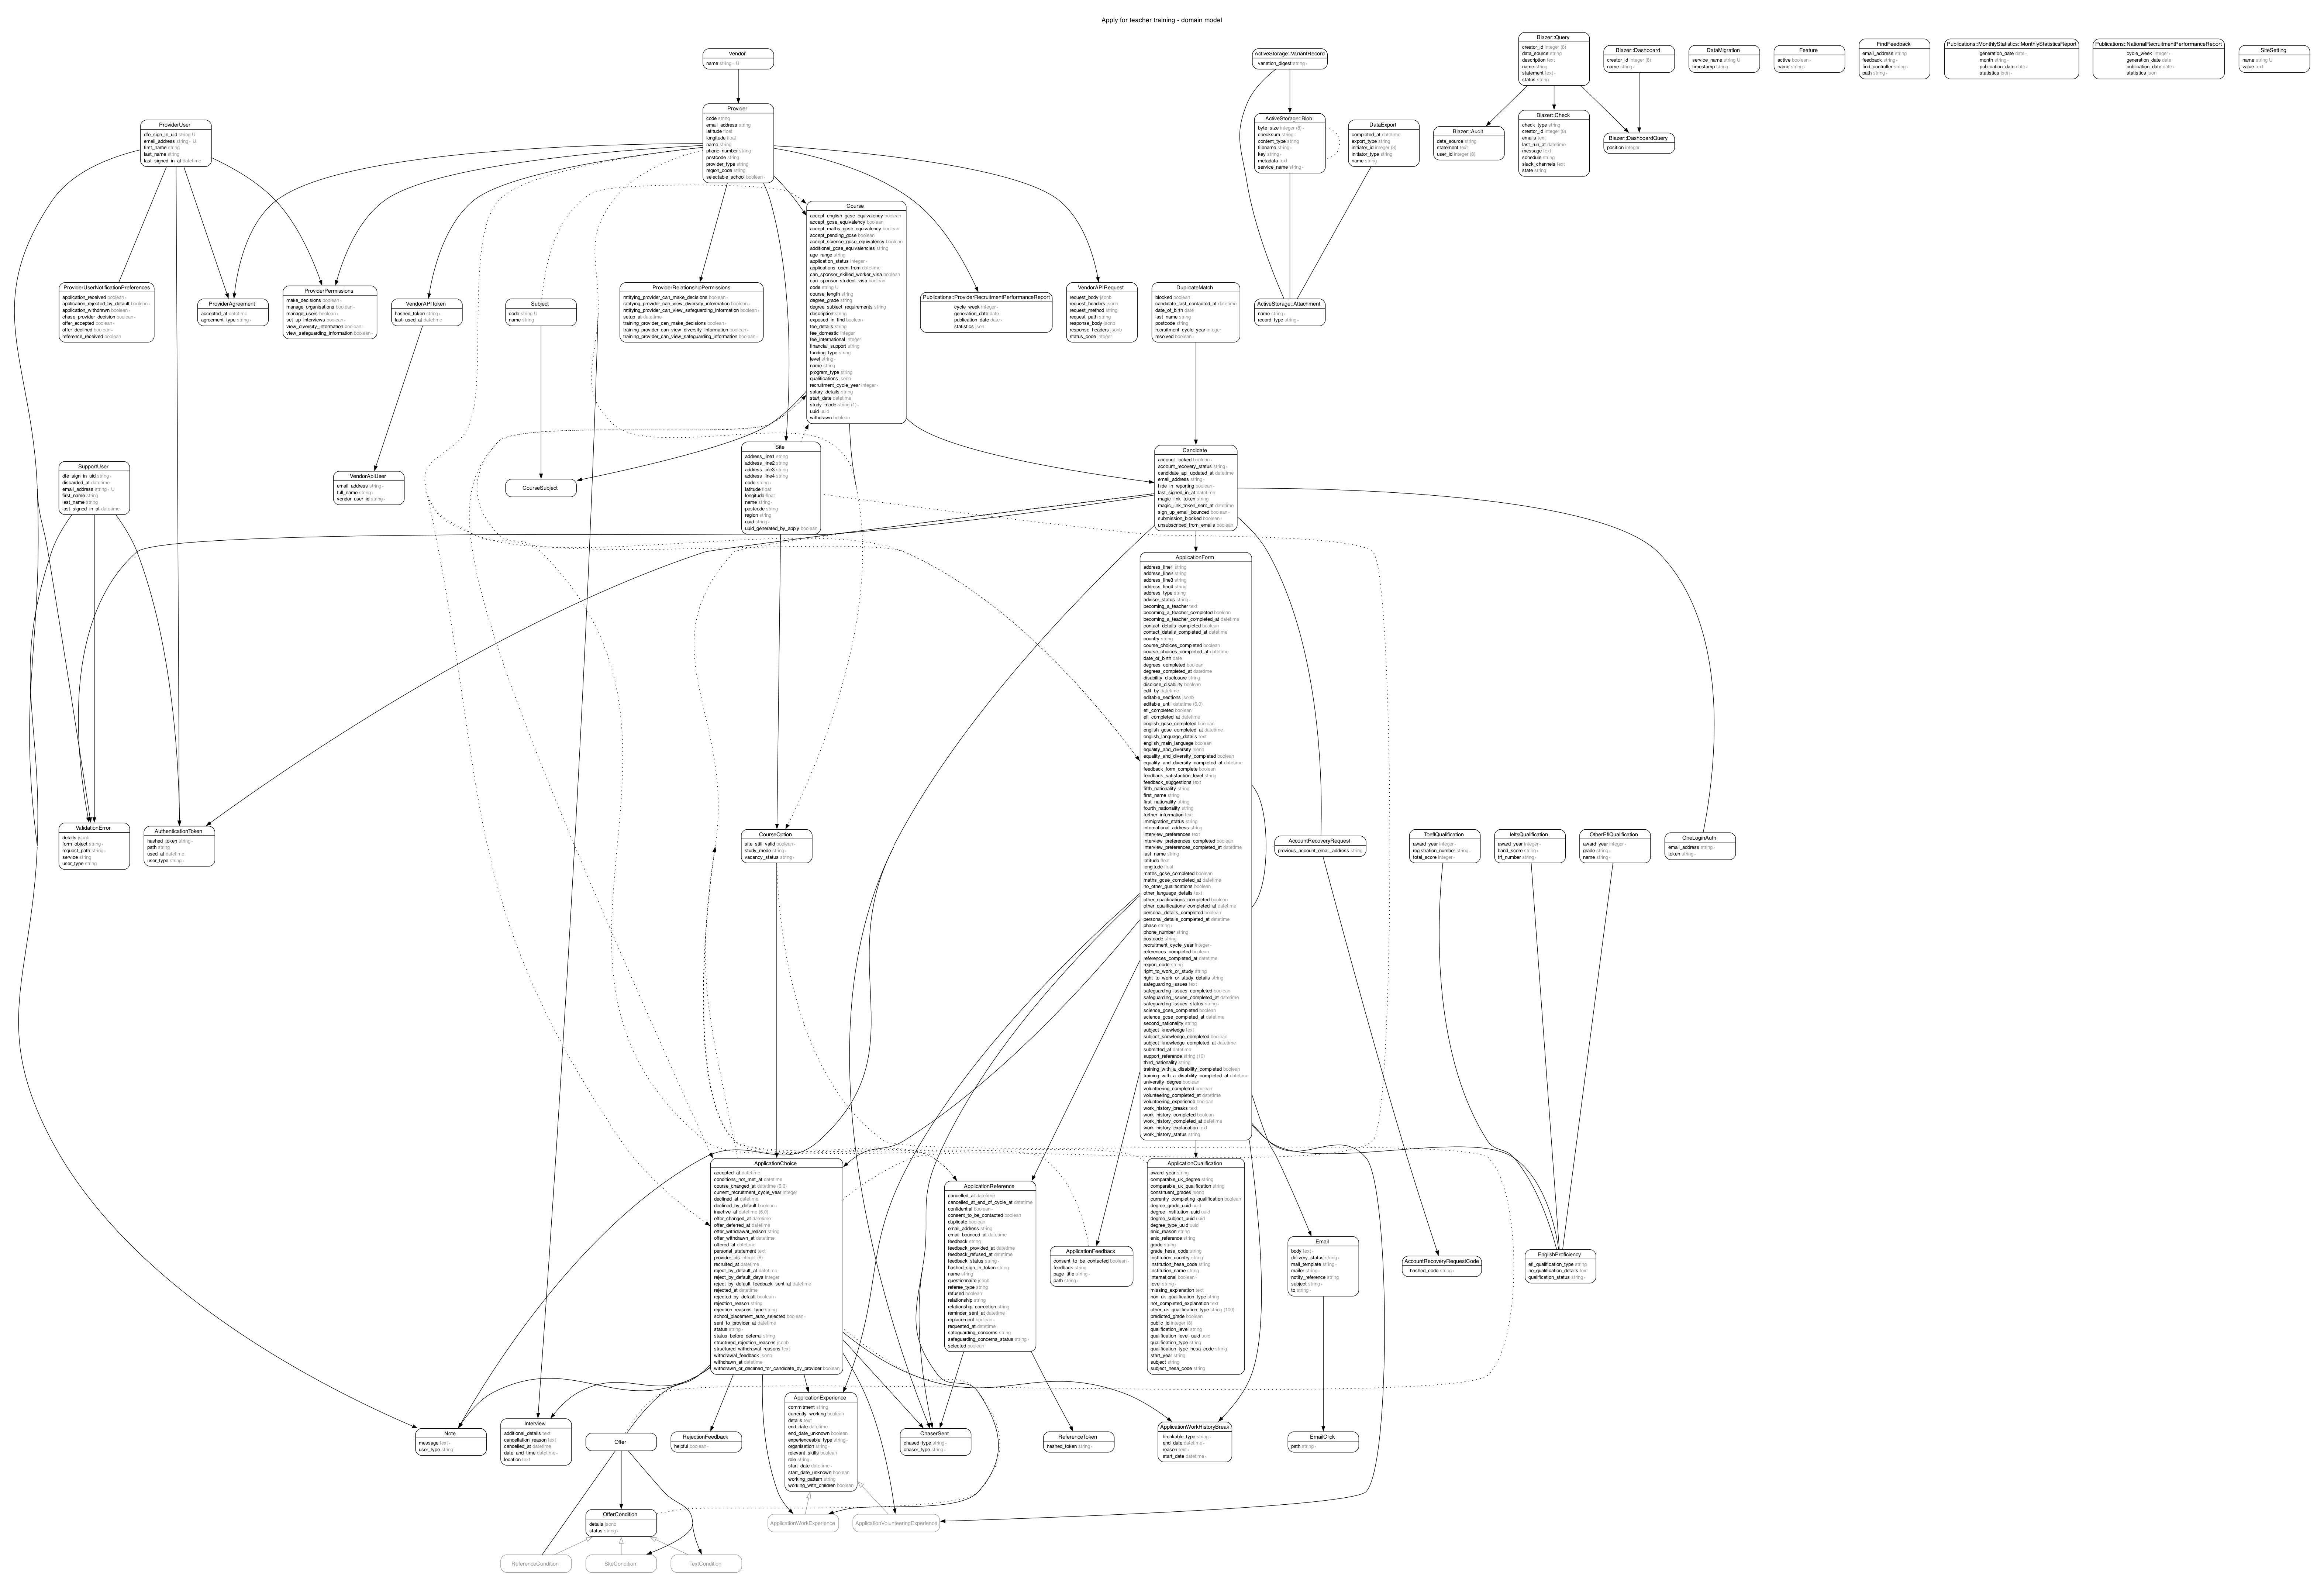 Apply for teacher training - domain model
Vendor
name string ∗ U
Provider
code string
email_address string
latitude float
longitude float
name string
phone_number string
postcode string
provider_type string
region_code string
selectable_school boolean ∗
ActiveStorage::VariantRecord
variation_digest string ∗
ActiveStorage::Blob
byte_size integer (8) ∗
checksum string ∗
content_type string
filename string ∗
key string ∗
metadata text
service_name string ∗
DataExport
completed_at datetime
export_type string
initiator_id integer (8)
initiator_type string
name string
Blazer::Query
creator_id integer (8)
data_source string
description text
name string
statement text ∗
status string
Blazer::Dashboard
creator_id integer (8)
name string ∗
DataMigration
service_name string U
timestamp string
Feature
active boolean ∗
name string ∗
FindFeedback
email_address string
feedback string ∗
find_controller string ∗
path string ∗
Publications::MonthlyStatistics::MonthlyStatisticsReport
generation_date date ∗
month string ∗
publication_date date ∗
statistics json ∗
Publications::NationalRecruitmentPerformanceReport
cycle_week integer ∗
generation_date date
publication_date date ∗
statistics json
SiteSetting
name string U
value text
Blazer::Audit
data_source string
statement text
user_id integer (8)
Blazer::Check
check_type string
creator_id integer (8)
emails text
last_run_at datetime
message text
schedule string
slack_channels text
state string
Blazer::DashboardQuery
position integer
ProviderUser
dfe_sign_in_uid string U
email_address string ∗ U
first_name string
last_name string
last_signed_in_at datetime
ProviderUserNotificationPreferences
application_received boolean ∗
application_rejected_by_default boolean ∗
application_withdrawn boolean ∗
chase_provider_decision boolean ∗
offer_accepted boolean ∗
offer_declined boolean ∗
reference_received boolean
ProviderAgreement
accepted_at datetime
agreement_type string ∗
ProviderPermissions
make_decisions boolean ∗
manage_organisations boolean ∗
manage_users boolean ∗
set_up_interviews boolean ∗
view_diversity_information boolean ∗
view_safeguarding_information boolean ∗
VendorAPIToken
hashed_token string ∗
last_used_at datetime
Subject
code string U
name string
ProviderRelationshipPermissions
ratifying_provider_can_make_decisions boolean ∗
ratifying_provider_can_view_diversity_information boolean ∗
ratifying_provider_can_view_safeguarding_information boolean ∗
setup_at datetime
training_provider_can_make_decisions boolean ∗
training_provider_can_view_diversity_information boolean ∗
training_provider_can_view_safeguarding_information boolean ∗
Course
accept_english_gcse_equivalency boolean
accept_gcse_equivalency boolean
accept_maths_gcse_equivalency boolean
accept_pending_gcse boolean
accept_science_gcse_equivalency boolean
additional_gcse_equivalencies string
age_range string
application_status integer ∗
applications_open_from datetime
can_sponsor_skilled_worker_visa boolean
can_sponsor_student_visa boolean
code string U
course_length string
degree_grade string
degree_subject_requirements string
description string
exposed_in_find boolean
fee_details string
fee_domestic integer
fee_international integer
financial_support string
funding_type string
level string ∗
name string
program_type string
qualifications jsonb
recruitment_cycle_year integer ∗
salary_details string
start_date datetime
study_mode string (1) ∗
uuid uuid
withdrawn boolean
Publications::ProviderRecruitmentPerformanceReport
cycle_week integer ∗
generation_date date
publication_date date ∗
statistics json
VendorAPIRequest
request_body jsonb
request_headers jsonb
request_method string
request_path string
response_body jsonb
response_headers jsonb
status_code integer
DuplicateMatch
blocked boolean
candidate_last_contacted_at datetime
date_of_birth date
last_name string
postcode string
recruitment_cycle_year integer
resolved boolean ∗
ActiveStorage::Attachment
name string ∗
record_type string ∗
SupportUser
dfe_sign_in_uid string ∗
discarded_at datetime
email_address string ∗ U
first_name string
last_name string
last_signed_in_at datetime
VendorApiUser
email_address string ∗
full_name string ∗
vendor_user_id string ∗
CourseSubject
Site
address_line1 string
address_line2 string
address_line3 string
address_line4 string
code string ∗
latitude float
longitude float
name string ∗
postcode string
region string
uuid string ∗
uuid_generated_by_apply boolean
Candidate
account_locked boolean ∗
account_recovery_status string ∗
candidate_api_updated_at datetime
email_address string ∗
hide_in_reporting boolean ∗
last_signed_in_at datetime
magic_link_token string
magic_link_token_sent_at datetime
sign_up_email_bounced boolean ∗
submission_blocked boolean ∗
unsubscribed_from_emails boolean
ApplicationForm
address_line1 string
address_line2 string
address_line3 string
address_line4 string
address_type string
adviser_status string ∗
becoming_a_teacher text
becoming_a_teacher_completed boolean
becoming_a_teacher_completed_at datetime
contact_details_completed boolean
contact_details_completed_at datetime
country string
course_choices_completed boolean
course_choices_completed_at datetime
date_of_birth date
degrees_completed boolean
degrees_completed_at datetime
disability_disclosure string
disclose_disability boolean
edit_by datetime
editable_sections jsonb
editable_until datetime (6,0)
efl_completed boolean
efl_completed_at datetime
english_gcse_completed boolean
english_gcse_completed_at datetime
english_language_details text
english_main_language boolean
equality_and_diversity jsonb
equality_and_diversity_completed boolean
equality_and_diversity_completed_at datetime
feedback_form_complete boolean
feedback_satisfaction_level string
feedback_suggestions text
fifth_nationality string
first_name string
first_nationality string
fourth_nationality string
further_information text
immigration_status string
international_address string
interview_preferences text
interview_preferences_completed boolean
interview_preferences_completed_at datetime
last_name string
latitude float
longitude float
maths_gcse_completed boolean
maths_gcse_completed_at datetime
no_other_qualifications boolean
other_language_details text
other_qualifications_completed boolean
other_qualifications_completed_at datetime
personal_details_completed boolean
personal_details_completed_at datetime
phase string ∗
phone_number string
postcode string
recruitment_cycle_year integer ∗
references_completed boolean
references_completed_at datetime
region_code string
right_to_work_or_study string
right_to_work_or_study_details string
safeguarding_issues text
safeguarding_issues_completed boolean
safeguarding_issues_completed_at datetime
safeguarding_issues_status string ∗
science_gcse_completed boolean
science_gcse_completed_at datetime
second_nationality string
subject_knowledge text
subject_knowledge_completed boolean
subject_knowledge_completed_at datetime
submitted_at datetime
support_reference string (10)
third_nationality string
training_with_a_disability_completed boolean
training_with_a_disability_completed_at datetime
university_degree boolean
volunteering_completed boolean
volunteering_completed_at datetime
volunteering_experience boolean
work_history_breaks text
work_history_completed boolean
work_history_completed_at datetime
work_history_explanation text
work_history_status string
ValidationError
details jsonb
form_object string ∗
request_path string ∗
service string
user_type string
AuthenticationToken
hashed_token string ∗
path string
used_at datetime
user_type string ∗
CourseOption
site_still_valid boolean ∗
study_mode string ∗
vacancy_status string ∗
AccountRecoveryRequest
previous_account_email_address string
ToeflQualification
award_year integer ∗
registration_number string ∗
total_score integer ∗
IeltsQualification
award_year integer ∗
band_score string ∗
trf_number string ∗
OtherEflQualification
award_year integer ∗
grade string ∗
name string ∗
OneLoginAuth
email_address string ∗
token string ∗
ApplicationChoice
accepted_at datetime
conditions_not_met_at datetime
course_changed_at datetime (6,0)
current_recruitment_cycle_year integer
declined_at datetime
declined_by_default boolean ∗
inactive_at datetime (6,0)
offer_changed_at datetime
offer_deferred_at datetime
offer_withdrawal_reason string
offer_withdrawn_at datetime
offered_at datetime
personal_statement text
provider_ids integer (8)
recruited_at datetime
reject_by_default_at datetime
reject_by_default_days integer
reject_by_default_feedback_sent_at datetime
rejected_at datetime
rejected_by_default boolean ∗
rejection_reason string
rejection_reasons_type string
school_placement_auto_selected boolean ∗
sent_to_provider_at datetime
status string ∗
status_before_deferral string
structured_rejection_reasons jsonb
structured_withdrawal_reasons text
withdrawal_feedback jsonb
withdrawn_at datetime
withdrawn_or_declined_for_candidate_by_provider boolean
ApplicationReference
cancelled_at datetime
cancelled_at_end_of_cycle_at datetime
confidential boolean ∗
consent_to_be_contacted boolean
duplicate boolean
email_address string
email_bounced_at datetime
feedback string
feedback_provided_at datetime
feedback_refused_at datetime
feedback_status string ∗
hashed_sign_in_token string
name string
questionnaire jsonb
referee_type string
refused boolean
relationship string
relationship_correction string
reminder_sent_at datetime
replacement boolean ∗
requested_at datetime
safeguarding_concerns string
safeguarding_concerns_status string ∗
selected boolean
ApplicationFeedback
consent_to_be_contacted boolean ∗
feedback string
page_title string ∗
path string ∗
ApplicationQualification
award_year string
comparable_uk_degree string
comparable_uk_qualification string
constituent_grades jsonb
currently_completing_qualification boolean
degree_grade_uuid uuid
degree_institution_uuid uuid
degree_subject_uuid uuid
degree_type_uuid uuid
enic_reason string
enic_reference string
grade string
grade_hesa_code string
institution_country string
institution_hesa_code string
institution_name string
international boolean ∗
level string ∗
missing_explanation text
non_uk_qualification_type string
not_completed_explanation text
other_uk_qualification_type string (100)
predicted_grade boolean
public_id integer (8)
qualification_level string
qualification_level_uuid uuid
qualification_type string
qualification_type_hesa_code string
start_year string
subject string
subject_hesa_code string
Email
body text ∗
delivery_status string ∗
mail_template string ∗
mailer string ∗
notify_reference string
subject string ∗
to string ∗
AccountRecoveryRequestCode
hashed_code string ∗
EnglishProficiency
efl_qualification_type string
no_qualification_details text
qualification_status string ∗
Note
message text ∗
user_type string
Interview
additional_details text
cancellation_reason text
cancelled_at datetime
date_and_time datetime ∗
location text
Offer
RejectionFeedback
helpful boolean ∗
ApplicationExperience
commitment string
currently_working boolean
details text
end_date datetime
end_date_unknown boolean
experienceable_type string ∗
organisation string ∗
relevant_skills boolean
role string ∗
start_date datetime ∗
start_date_unknown boolean
working_pattern string
working_with_children boolean
ChaserSent
chased_type string ∗
chaser_type string ∗
ReferenceToken
hashed_token string ∗
ApplicationWorkHistoryBreak
breakable_type string ∗
end_date datetime ∗
reason text ∗
start_date datetime ∗
EmailClick
path string ∗
OfferCondition
details jsonb
status string ∗
ApplicationWorkExperience
ApplicationVolunteeringExperience
ReferenceCondition
SkeCondition
TextCondition